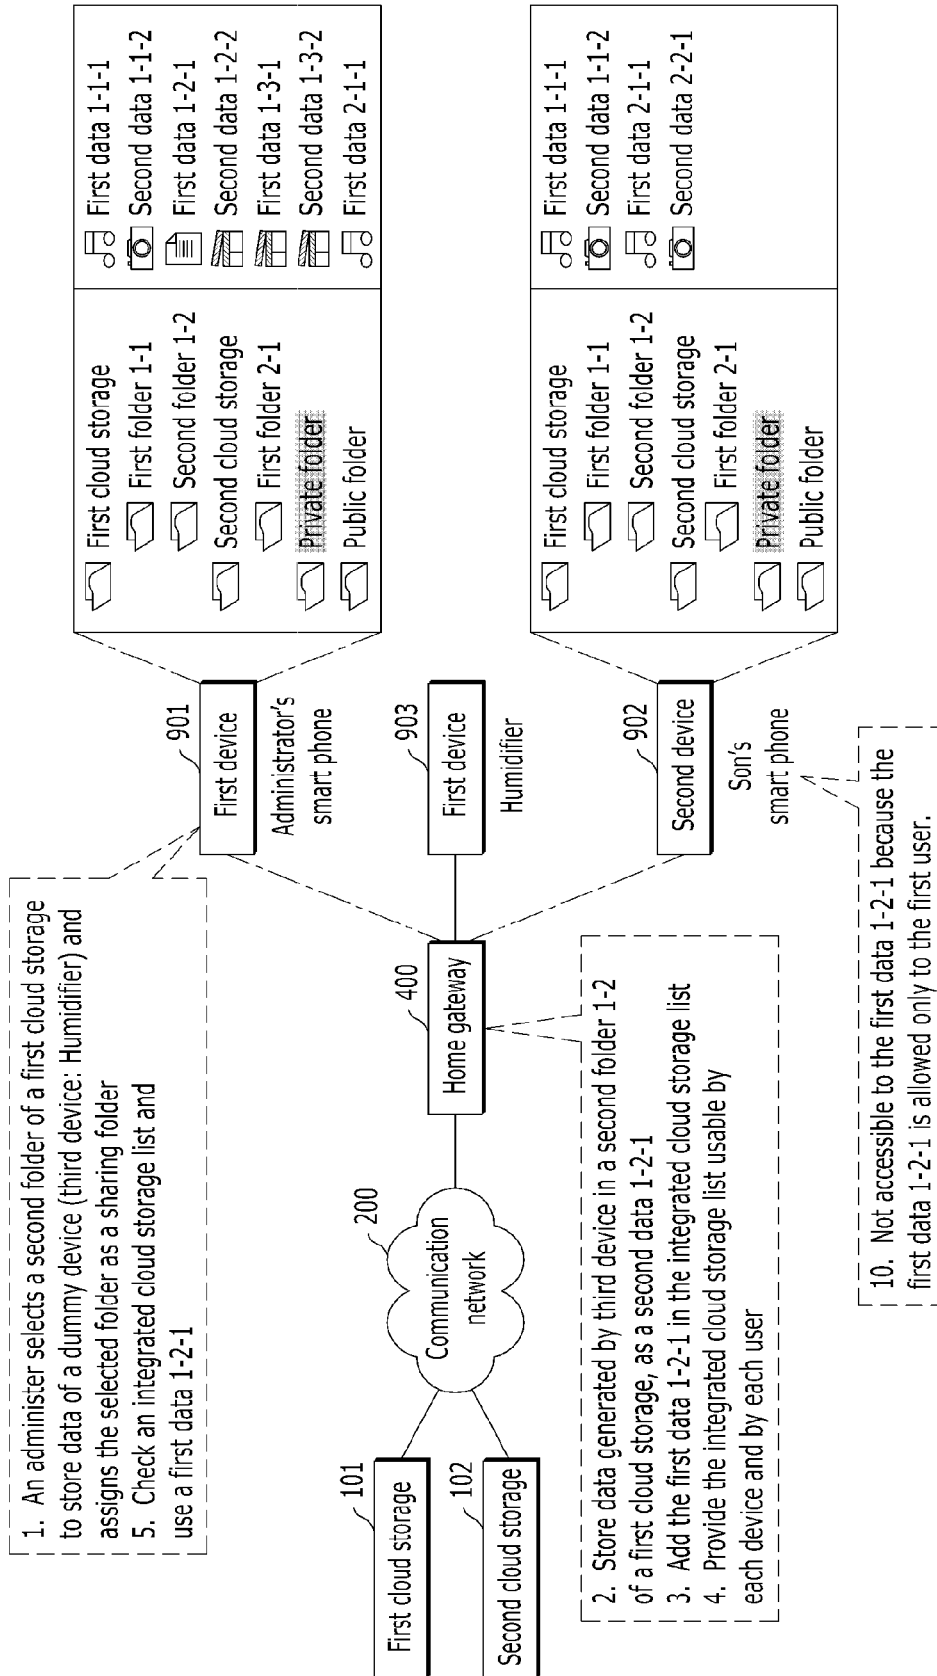 1. An administer selects a second folder of a first cloud storage
to store data of a dummy device (third device: Humidifier) and
assigns the selected folder as a sharing folder
5. Check an integrated cloud storage list and
use a first data 1-2-1
101
First cloud storage
102
Second cloud storage
200
Communication
network
400
Home gateway
2. Store data generated by third device in a second folder 1-2
of a first cloud storage, as a second data 1-2-1
3. Add the first data 1-2-1 in the integrated cloud storage list
4. Provide the integrated cloud storage list usable by
each device and by each user
901
First device
Administrator's
smart phone
903
First device
Humidifier
902
Second device
Son's
smart phone
10. Not accessible to the first data 1-2-1 because the
first data 1-2-1 is allowed only to the first user.
First cloud storage
First folder 1-1
Second folder 1-2
Second cloud storage
First folder 2-1
Private folder
Public folder
First data 1-1-1
Second data 1-1-2
First data 1-2-1
Second data 1-2-2
First data 1-3-1
Second data 1-3-2
First data 2-1-1
First cloud storage
First folder 1-1
Second folder 1-2
Second cloud storage
First folder 2-1
Private folder
Public folder
First data 1-1-1
Second data 1-1-2
First data 2-1-1
Second data 2-2-1